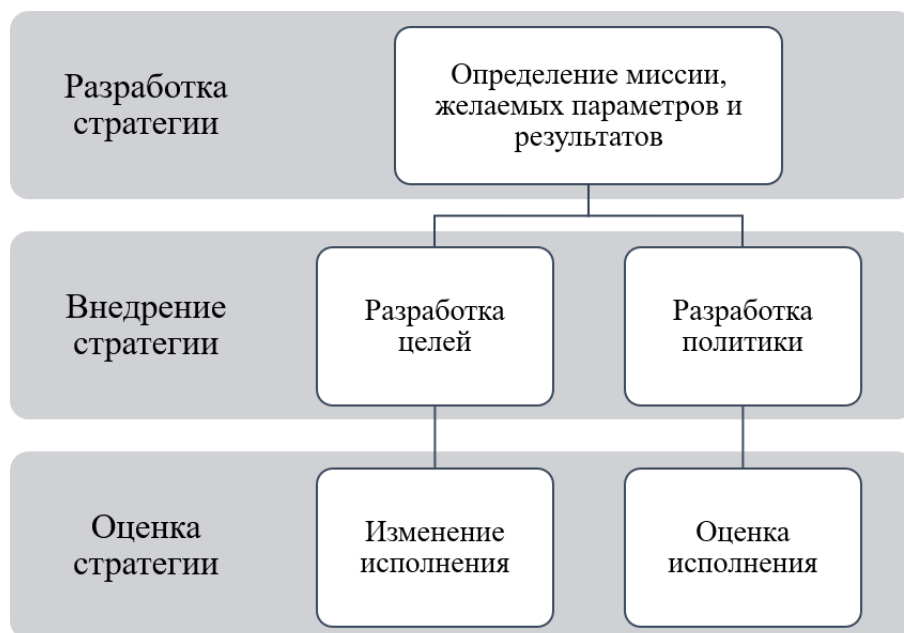 Разработка
стратегии
Определение миссии,
желаемых параметров и
результатов
Внедрение
стратегии
Разработка
целей
Разработка
политики
Оценка
стратегии
Изменение
исполнения
Оценка
исполнения